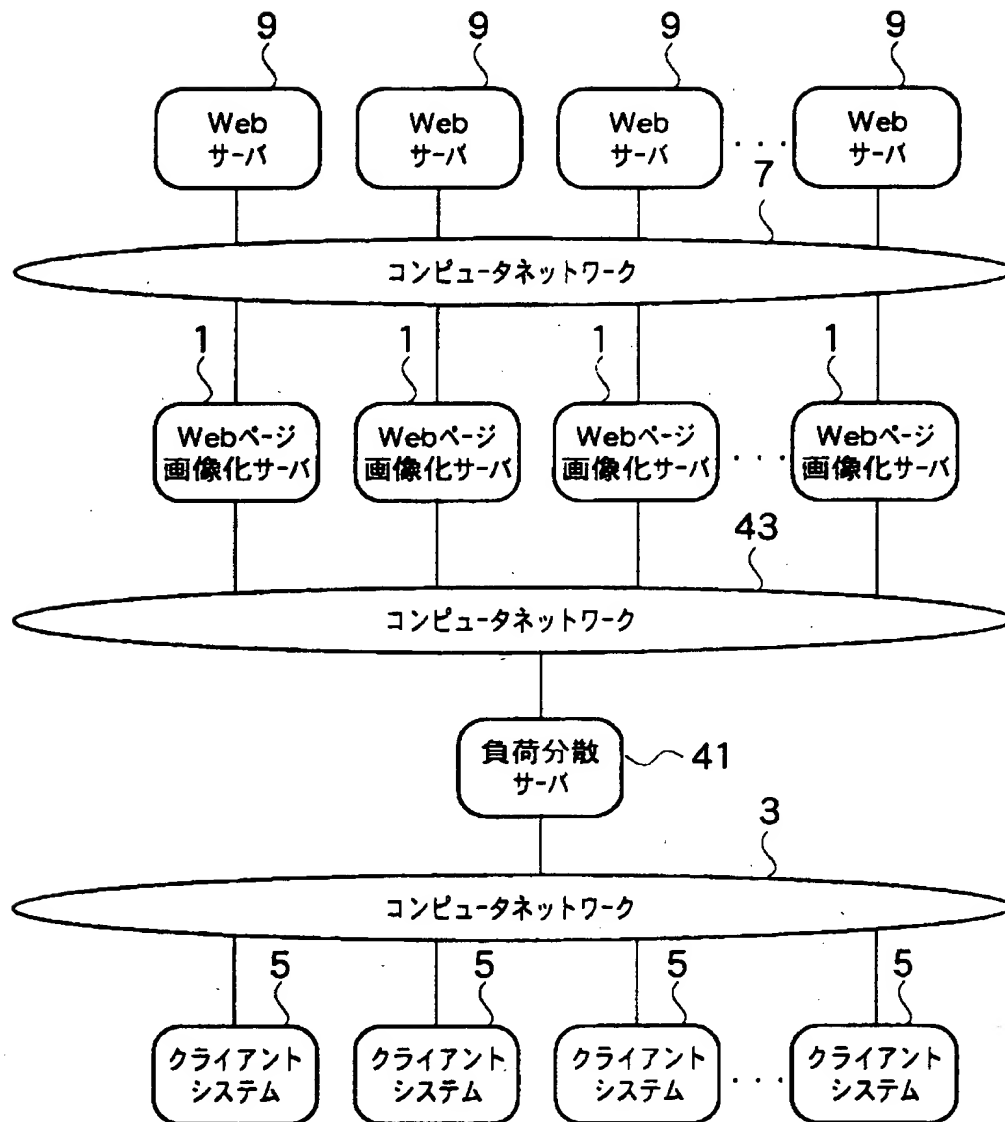 9 9 9 9
Web Web Web Web
サーバ サーバ サーバ ・・・ サーバ
7
コンピュータネットワーク
1 1 1 1
Webページ Webページ Webページ Webページ
画像化サーバ 画像化サーバ 画像化サーバ ・・・ 画像化サーバ
43
コンピュータネットワーク
負荷分散
サーバ
41
3
コンピュータネットワーク
5 5 5 5
クライアント クライアント クライアント クライアント
システム システム システム ・・・ システム